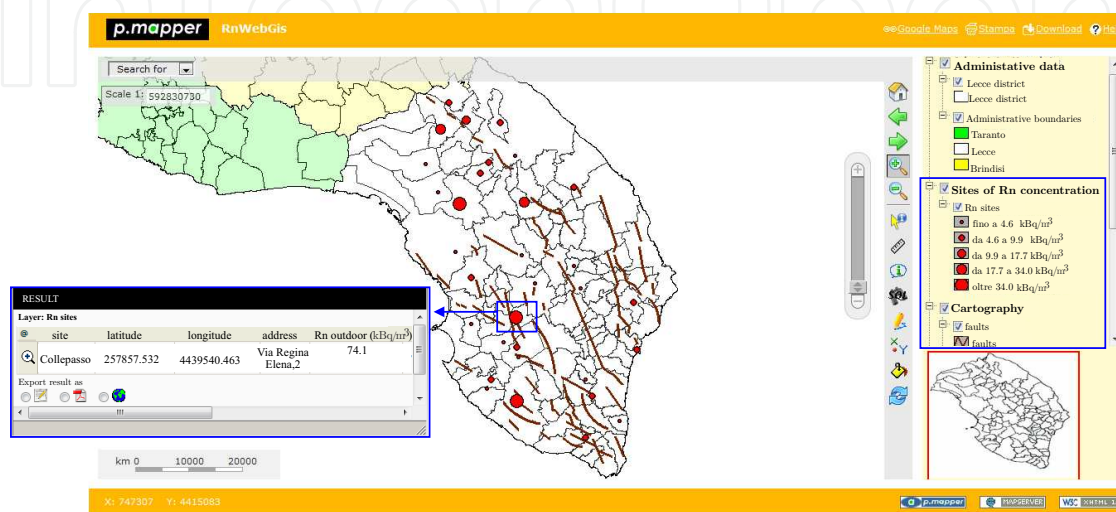 p.mapper RnWebGis
Google Maps Stampa Download
Search for
Scale 1: 592830730
Administative data
Lecce district
Lecce district
Administrative boundaries
Taranto
Lecce
Brindisi
Sites of Rn concentration
Rn sites
fino a 4.6 kBq/m3
da 4.6 a 9.9 kBq/m3
da 9.9 a 17.7 kBq/m3
da 17.7 a 34.0 kBq/m3
oltre 34.0 kBq/m3
Cartography
faults
faults
SQL
RESULT
Layer: Rn sites
site latitude longitude address Rn outdoor (kBq/m3)
Collepasso 257857.532 4439540.463 Via Regina Elena,2 74.1
Export result as
km 0 10000 20000
X: 747307 Y: 4415083
p.mapper MAPSERVER W3C XHTML